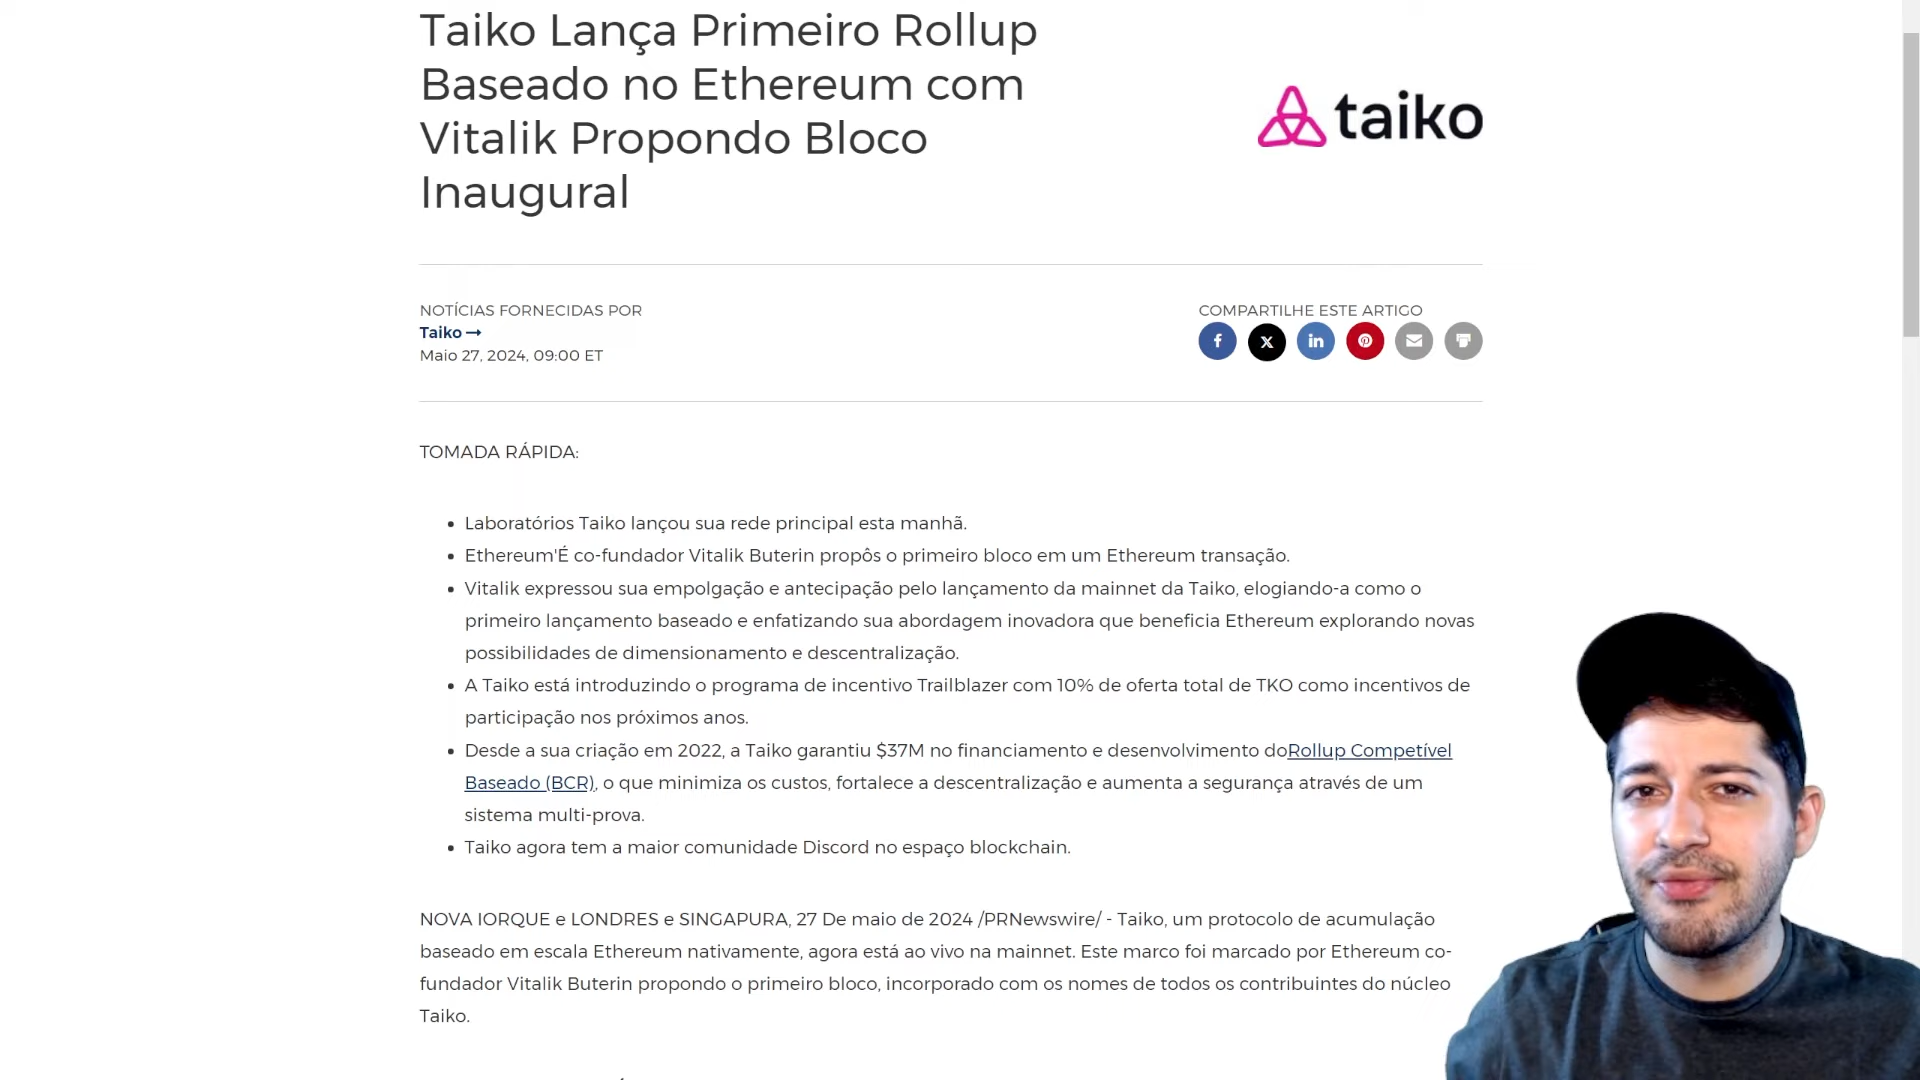 Taiko Lança Primeiro Rollup
Baseado no Ethereum com
Vitalik Propondo Bloco
Inaugural
taiko
NOTÍCIAS FORNECIDAS POR
Taiko →
Maio 27, 2024, 09:00 ET
COMPARTILHE ESTE ARTIGO
TOMADA RÁPIDA:
Laboratórios Taiko lançou sua rede principal esta manhã.
Ethereum'É co-fundador Vitalik Buterin propôs o primeiro bloco em um Ethereum transação.
Vitalik expressou sua empolgação e antecipação pelo lançamento da mainnet da Taiko, elogiando-a como o
primeiro lançamento baseado e enfatizando sua abordagem inovadora que beneficia Ethereum explorando novas
possibilidades de dimensionamento e descentralização.
A Taiko está introduzindo o programa de incentivo Trailblazer com 10% de oferta total de TKO como incentivos de
participação nos próximos anos.
Desde a sua criação em 2022, a Taiko garantiu $37M no financiamento e desenvolvimento doRollup Competível
Baseado (BCR), o que minimiza os custos, fortalece a descentralização e aumenta a segurança através de um
sistema multi-prova.
Taiko agora tem a maior comunidade Discord no espaço blockchain.
NOVA IORQUE e LONDRES e SINGAPURA, 27 De maio de 2024 /PRNewswire/ - Taiko, um protocolo de acumulação
baseado em escala Ethereum nativamente, agora está ao vivo na mainnet. Este marco foi marcado por Ethereum co-
fundador Vitalik Buterin propondo o primeiro bloco, incorporado com os nomes de todos os contribuintes do núcleo
Taiko.